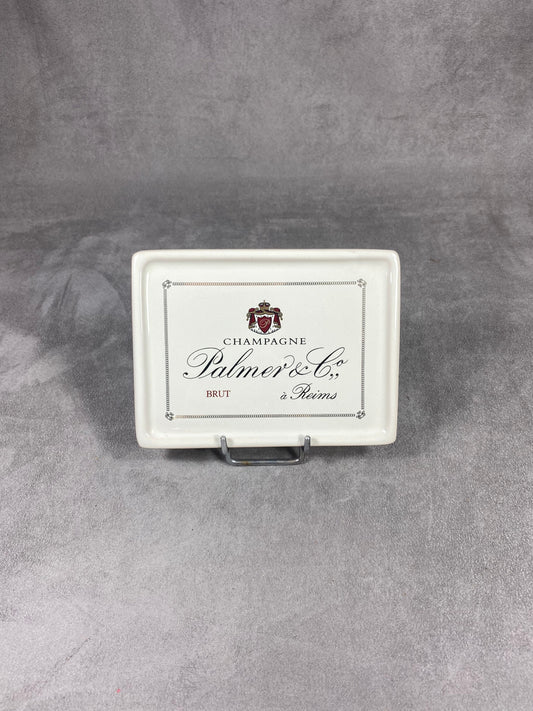 CHAMPAGNE
Palmer & Co,,
BRUT à Reims